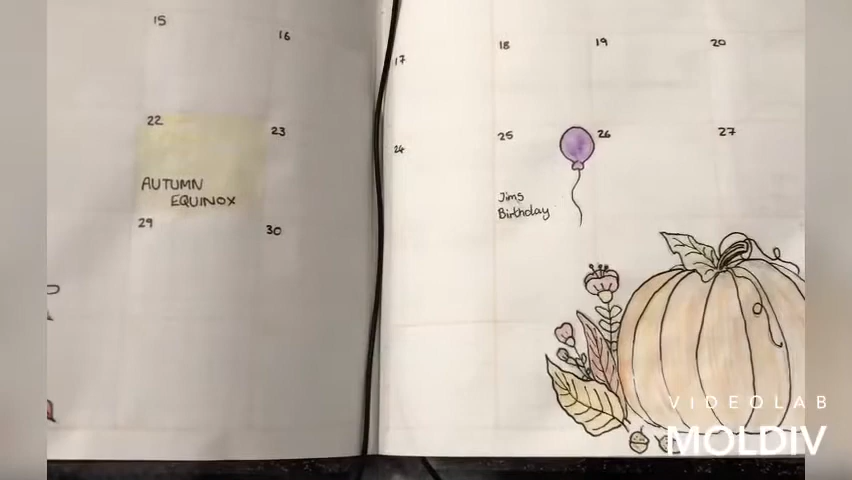 15
16
17
18
19
20
22
23
24
25
26
27
AUTUMN
EQUINOX
Jims
Birthday
29
30
VIDEOLAB
MOLDIV